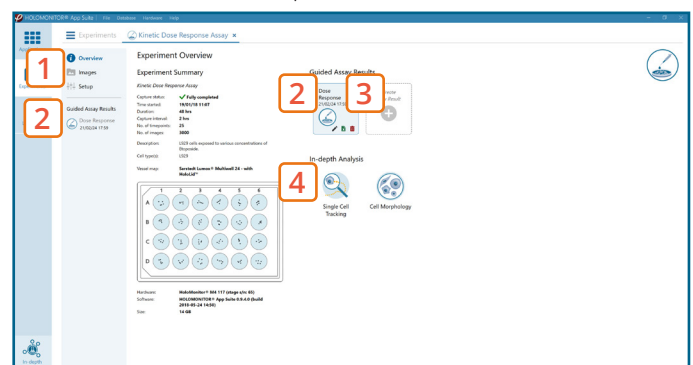 HOLOMONITOR® App Suite | File Database Hardware Help
Experiments
Kinetic Dose Response Assay ×
1
Overview
Images
Setup
2
Guided Assay Results
Dose Response
21/02/24 17:59
In-depth
Experiment Overview
Experiment Summary
Kinetic Dose Response Assay
Capture status: Fully completed
Time started: 19/01/18 11:07
Duration: 48 hrs
Capture interval: 2 hrs
No. of timepoints: 25
No. of images: 3000
Description: U929 cells exposed to various concentrations of
Etoposide.
Cell type(s): U929
Vessel map: Sarstedt Lumox® Multiwell 24 - with
HoloLid™
1 2 3 4 5 6
A
B
C
D
Hardware: HoloMonitor® M4 117 (stage s/n: 65)
Software: HOLOMONITOR® App Suite 0.9.4.0 (build
2018-05-24 14:50)
Size: 14 GB
Guided Assay Results
2
Dose
Response
21/02/24 17:59
3
Result
In-depth Analysis
4
Single Cell
Tracking
Cell Morphology